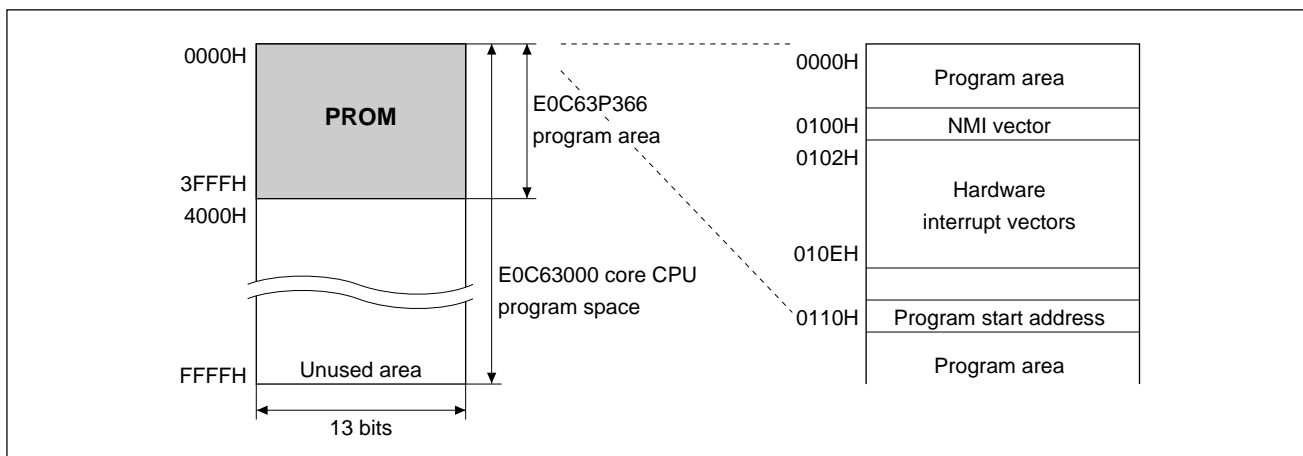 0000H
PROM
E0C63P366
program area
3FFFH
4000H
E0C63000 core CPU
program space
Unused area
FFFFH
13 bits
0000H
Program area
0100H
NMI vector
0102H
Hardware
interrupt vectors
010EH
0110H
Program start address
Program area